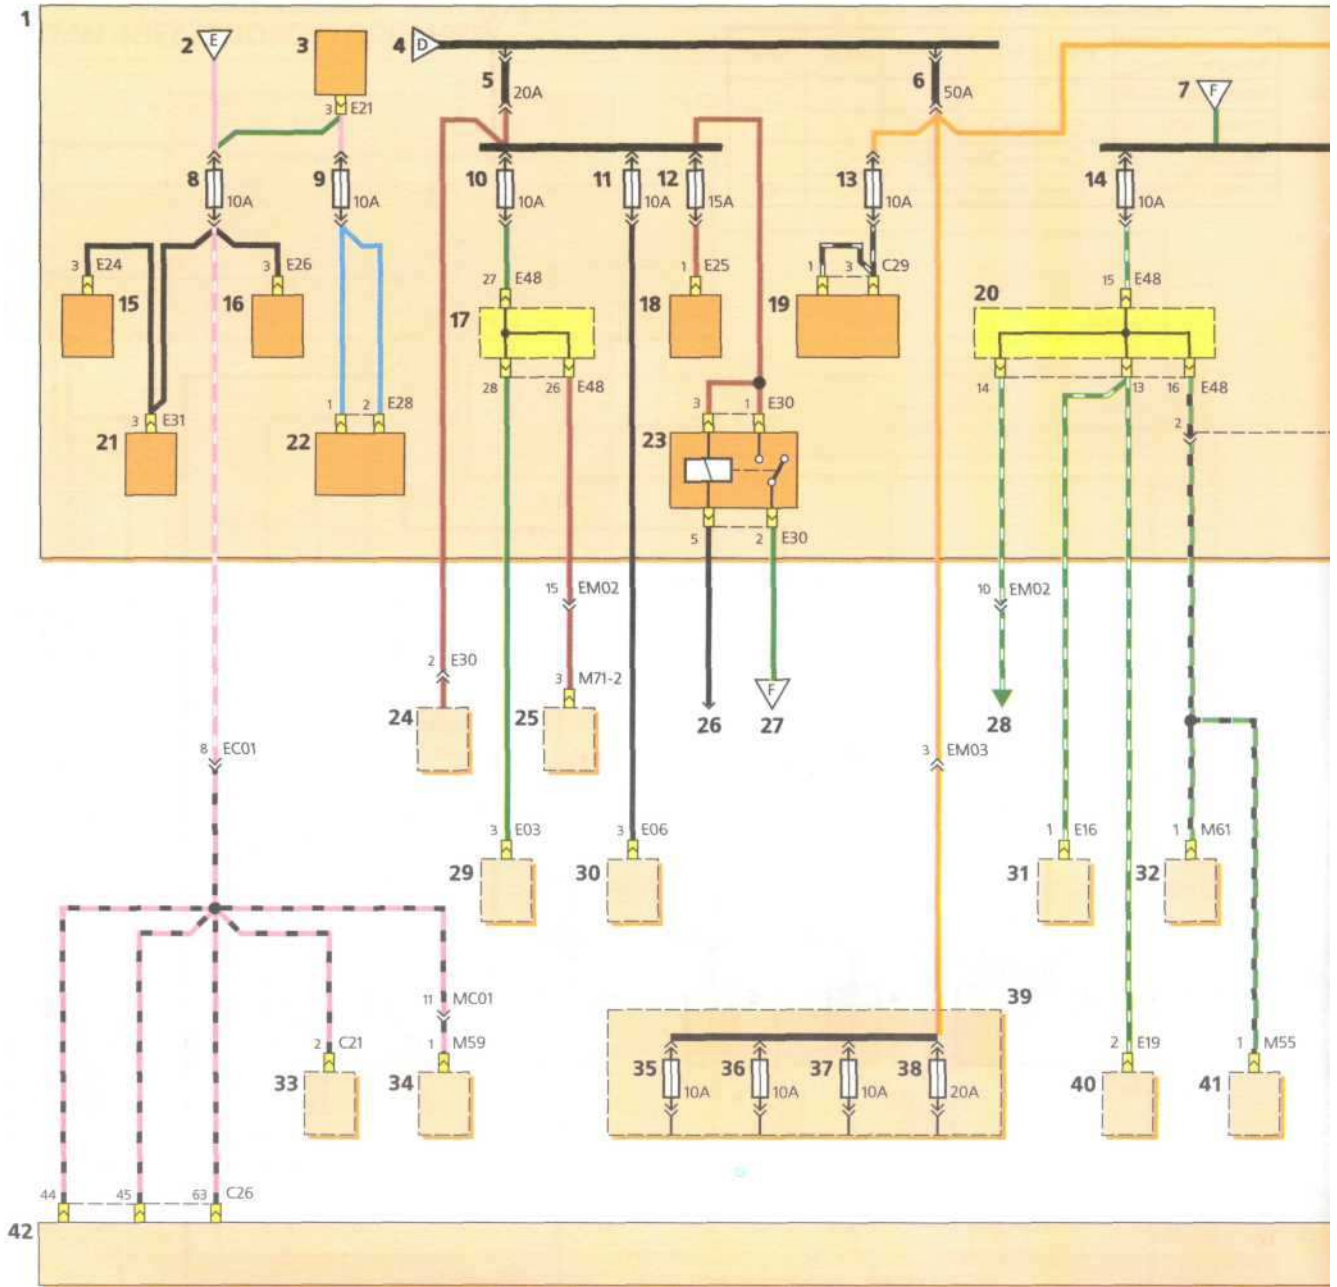 1
2 E 3 4 D 5 20A 6 50A 7 F
3 E21
8 10A 9 10A 10 10A 11 10A 12 15A 13 10A 14 10A
3 E24 3 E26 27 E48 1 E25 1 3 C29 15 E48
15 16 17 18 19 20
28 26 E48 14 13 16 E48
3 E31 1 2 E28 3 1 E30 2
21 22 23
5 2 E30
15 EM02 10 EM02
2 E30 3 M71-2 F
24 25 26 27 28
8 EC01 3 EM03
3 E03 3 E06 1 E16 1 M61
29 30 31 32
11 MC01 39
2 C21 1 M59 2 E19 1 M55
33 34 35 10A 36 10A 37 10A 38 20A 40 41
44 45 63 C26
42